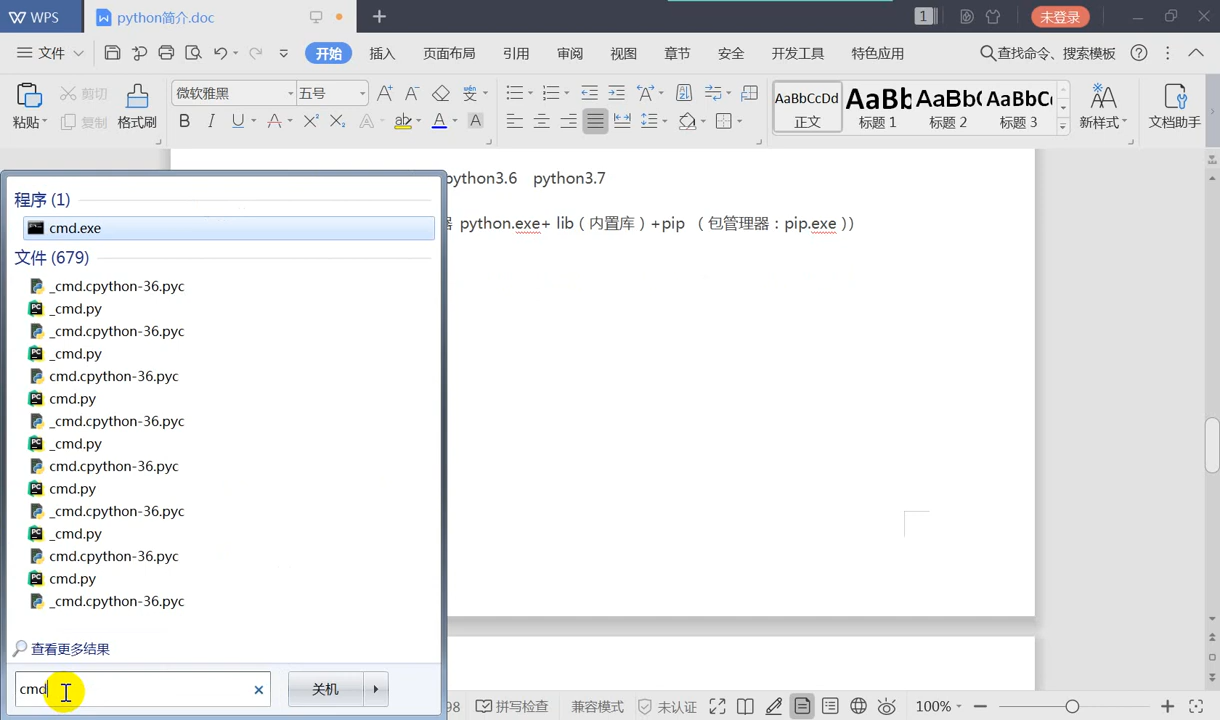 WPS
python简介.doc
1
未登录
文件
开始
插入
页面布局
引用
审阅
视图
章节
安全
开发工具
特色应用
查找命令、搜索模板
粘贴
剪切
复制
格式刷
微软雅黑
五号
AaBbCcDd
正文
AaBb
标题 1
AaBb(
标题 2
AaBbC
标题 3
新样式
文档助手
python3.6 python3.7
python.exe+ lib（内置库）+pip （包管理器：pip.exe ））
程序 (1)
cmd.exe
文件 (679)
_cmd.cpython-36.pyc
_cmd.py
_cmd.cpython-36.pyc
_cmd.py
cmd.cpython-36.pyc
cmd.py
_cmd.cpython-36.pyc
_cmd.py
cmd.cpython-36.pyc
cmd.py
_cmd.cpython-36.pyc
_cmd.py
cmd.cpython-36.pyc
cmd.py
_cmd.cpython-36.pyc
查看更多结果
cmd
关机
98
拼写检查
兼容模式
未认证
100%